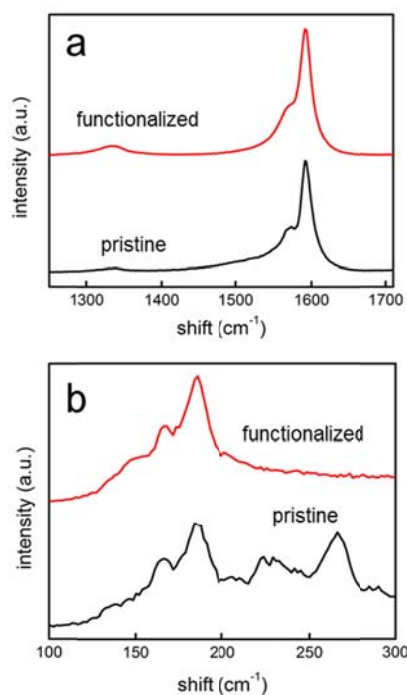 a
functionalized
pristine
intensity (a.u.)
1300 1400 1500 1600 1700
shift (cm⁻¹)
b
functionalized
pristine
intensity (a.u.)
100 150 200 250 300
shift (cm⁻¹)